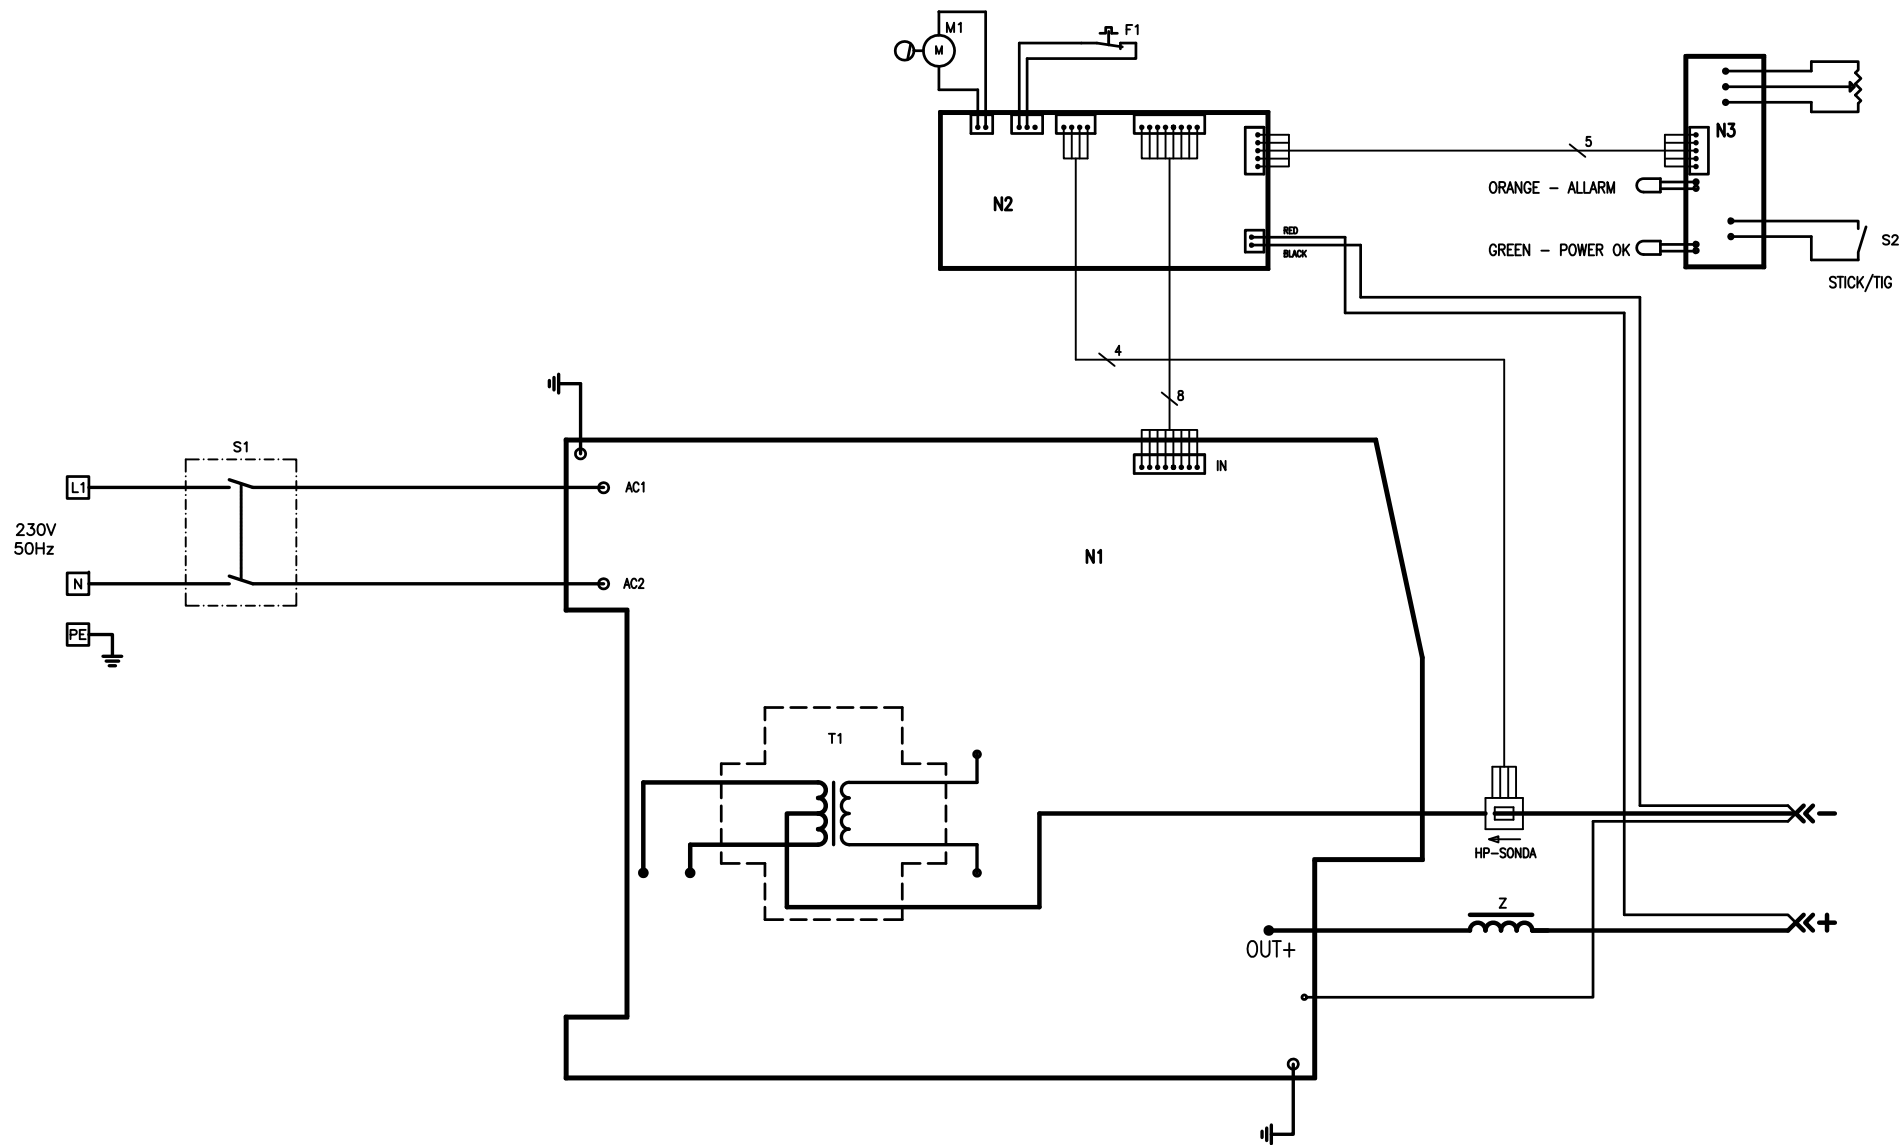 M1
M
F1
N3
5
ORANGE - ALLARM
N2
RED
BLACK
GREEN - POWER OK
S2
STICK/TIG
4
8
S1
IN
L1
AC1
230V
50Hz
N1
N
AC2
PE
T1
HP-SONDA
Z
OUT+